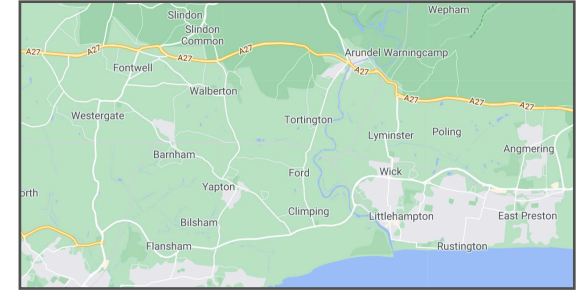 Wepham
Slindon
Slindon
Common
A27
A27
Arundel Warningcamp
A27
Fontwell
A27
Walberton
A27
A27
A27
Westergate
Tortington
Lyminster
Poling
Angmering
Barnham
Ford
Wick
Yapton
orth
Climping
Littlehampton
East Preston
Bilsham
Flansham
Rustington